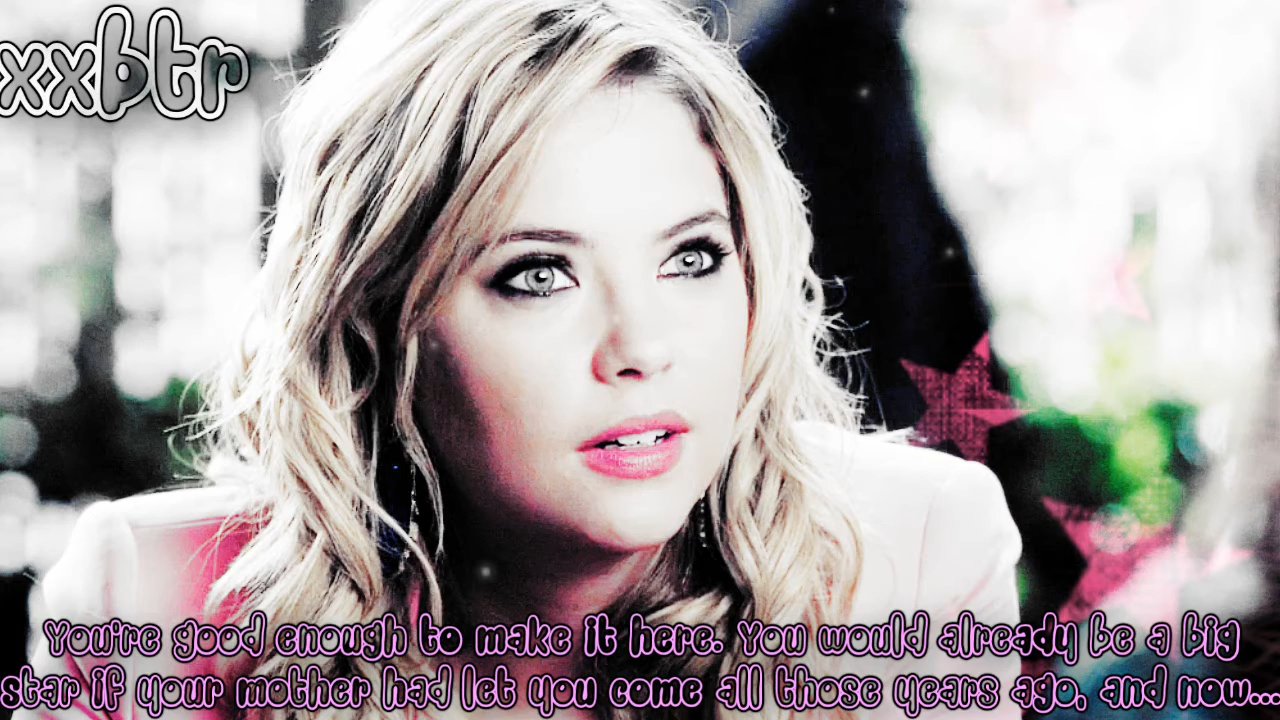 xxbtr
You're good enough to make it here. You would already be a big
star if your mother had let you come all those years ago, and now...